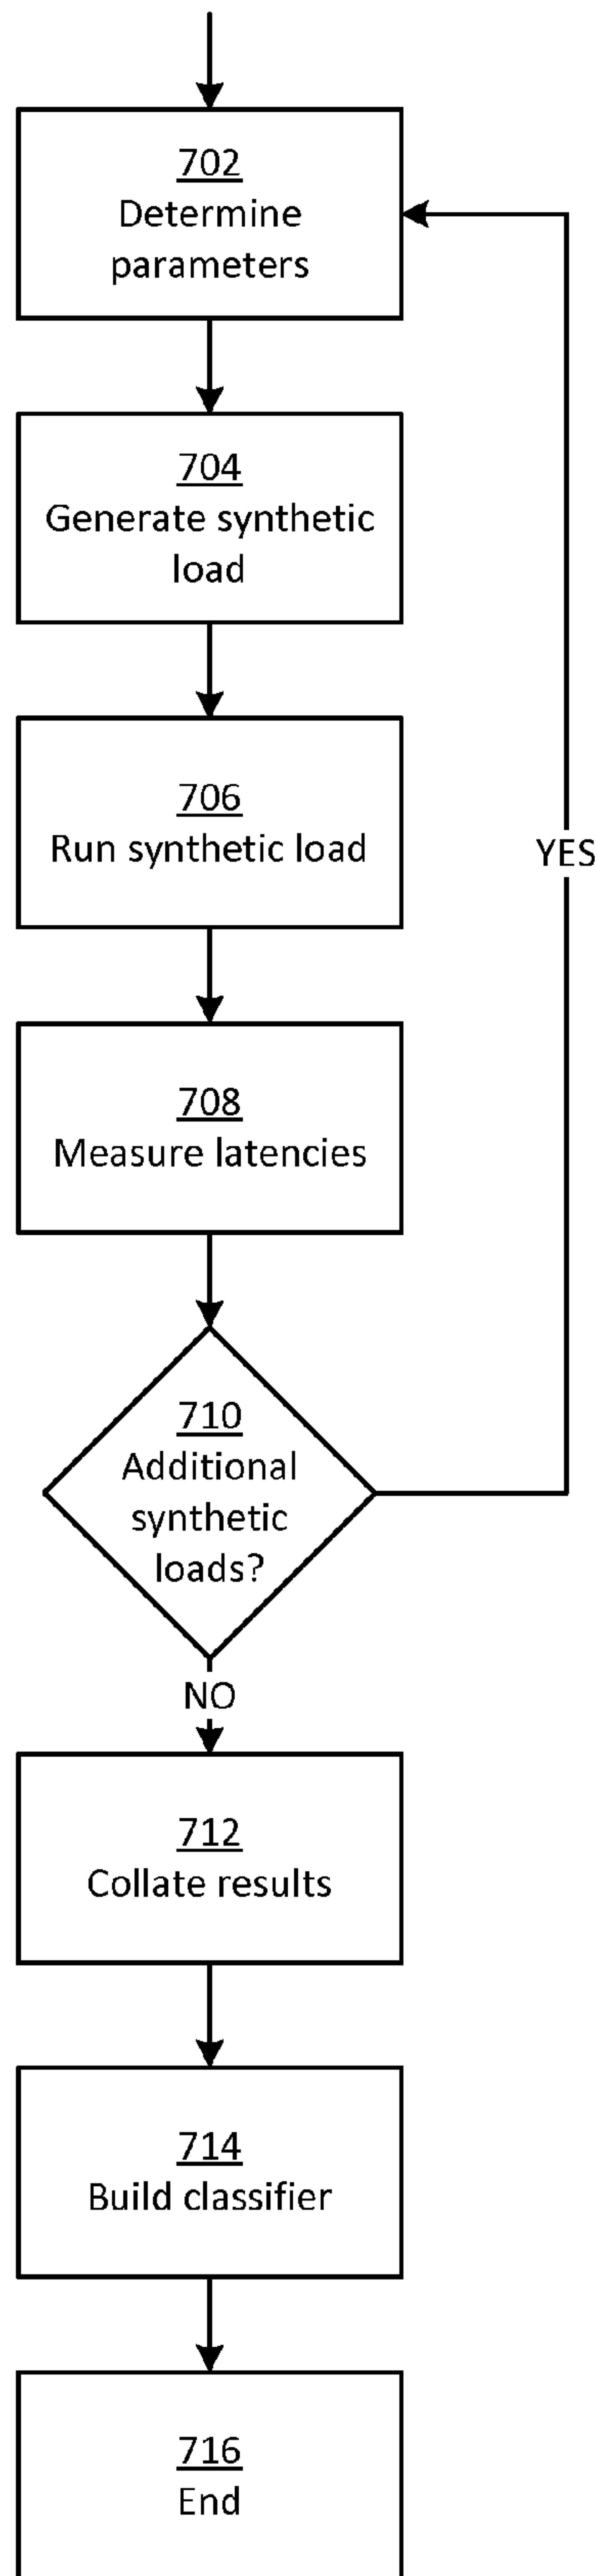 702
Determine
parameters
704
Generate synthetic
load
706
Run synthetic load
YES
708
Measure latencies
710
Additional
synthetic
loads?
NO
712
Collate results
714
Build classifier
716
End